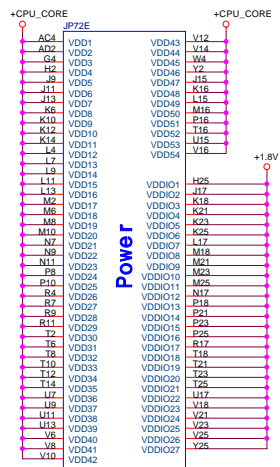 +CPU_CORE
+CPU_CORE
JP72E
AC4 VDD1 VDD43 V12
AD2 VDD2 VDD44 V14
G4 VDD3 VDD45 W4
H2 VDD4 VDD46 Y2
J9 VDD5 VDD47 J15
J11 VDD6 VDD48 K16
J13 VDD7 VDD49 L15
K6 VDD8 VDD50 M16
K10 VDD9 VDD51 P16
K12 VDD10 VDD52 T16
K14 VDD11 VDD53 U15
L4 VDD12 VDD54 V16
+1.8V
L7 VDD13
L9 VDD14
L11 VDD15 VDDIO1 H25
L13 VDD16 VDDIO2 J17
M2 VDD17 VDDIO3 K18
M6 VDD18 VDDIO4 K21
M8 VDD19 VDDIO5 K23
M10 VDD20 VDDIO6 K25
N7 VDD21 VDDIO7 L17
N9 VDD22 VDDIO8 M18
N11 VDD23 VDDIO9 M21
P8 VDD24 VDDIO10 M23
P10 VDD25 VDDIO11 M25
R4 VDD26 VDDIO12 N17
R7 VDD27 VDDIO13 P18
R9 VDD28 VDDIO14 P21
R11 VDD29 VDDIO15 P23
T2 VDD30 VDDIO16 P25
T6 VDD31 VDDIO17 R17
T8 VDD32 VDDIO18 T18
T10 VDD33 VDDIO19 T21
T12 VDD34 VDDIO20 T23
T14 VDD35 VDDIO21 T25
U7 VDD36 VDDIO22 U17
U9 VDD37 VDDIO23 V18
U11 VDD38 VDDIO24 V21
U13 VDD39 VDDIO25 V23
V6 VDD40 VDDIO26 V25
V8 VDD41 VDDIO27 Y25
V10 VDD42
Power